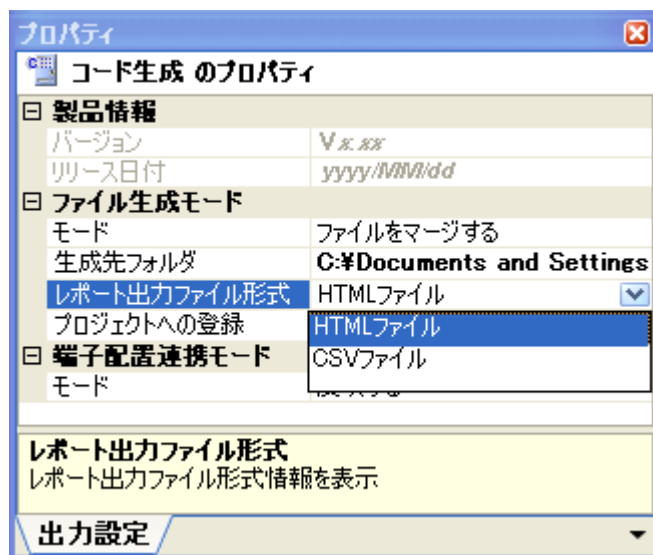 プロパティ
コード生成 のプロパティ
製品情報
バージョン Vx.xx
リリース日付 yyyy/MM/dd
ファイル生成モード
モード ファイルをマージする
生成先フォルダ C:¥Documents and Settings
レポート出力ファイル形式 HTMLファイル
プロジェクトへの登録 HTMLファイル
端子配置連携モード CSVファイル
モード
レポート出力ファイル形式
レポート出力ファイル形式情報を表示
出力設定